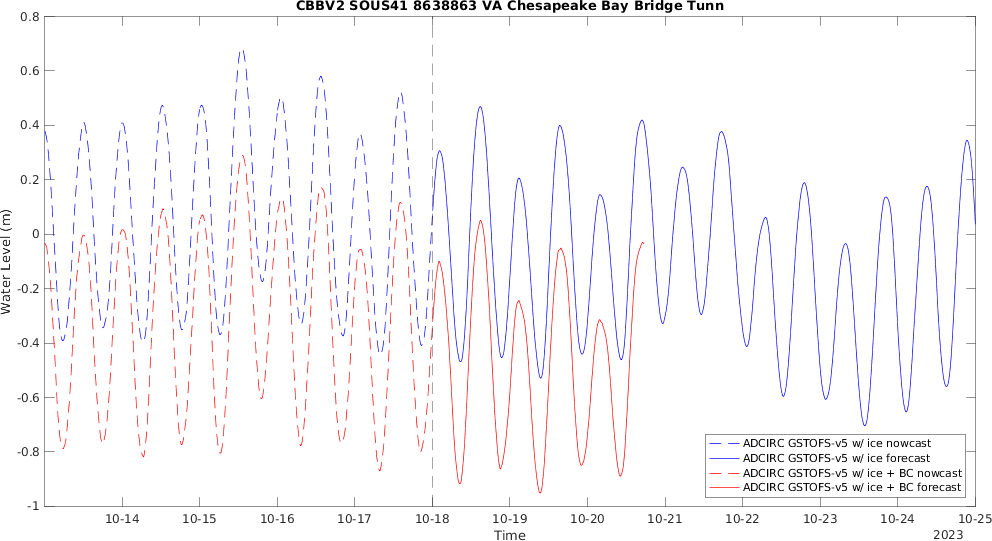 CBBV2 SOUS41 8638863 VA Chesapeake Bay Bridge Tunn
0.8
0.6
0.4
0.2
0
-0.2
-0.4
-0.6
-0.8
-1
Water Level (m)
ADCIRC GSTOFS-v5 w/ ice nowcast
ADCIRC GSTOFS-v5 w/ ice forecast
ADCIRC GSTOFS-v5 w/ ice + BC nowcast
ADCIRC GSTOFS-v5 w/ ice + BC forecast
10-14 10-15 10-16 10-17 10-18 10-19 10-20 10-21 10-22 10-23 10-24 10-25
Time
2023